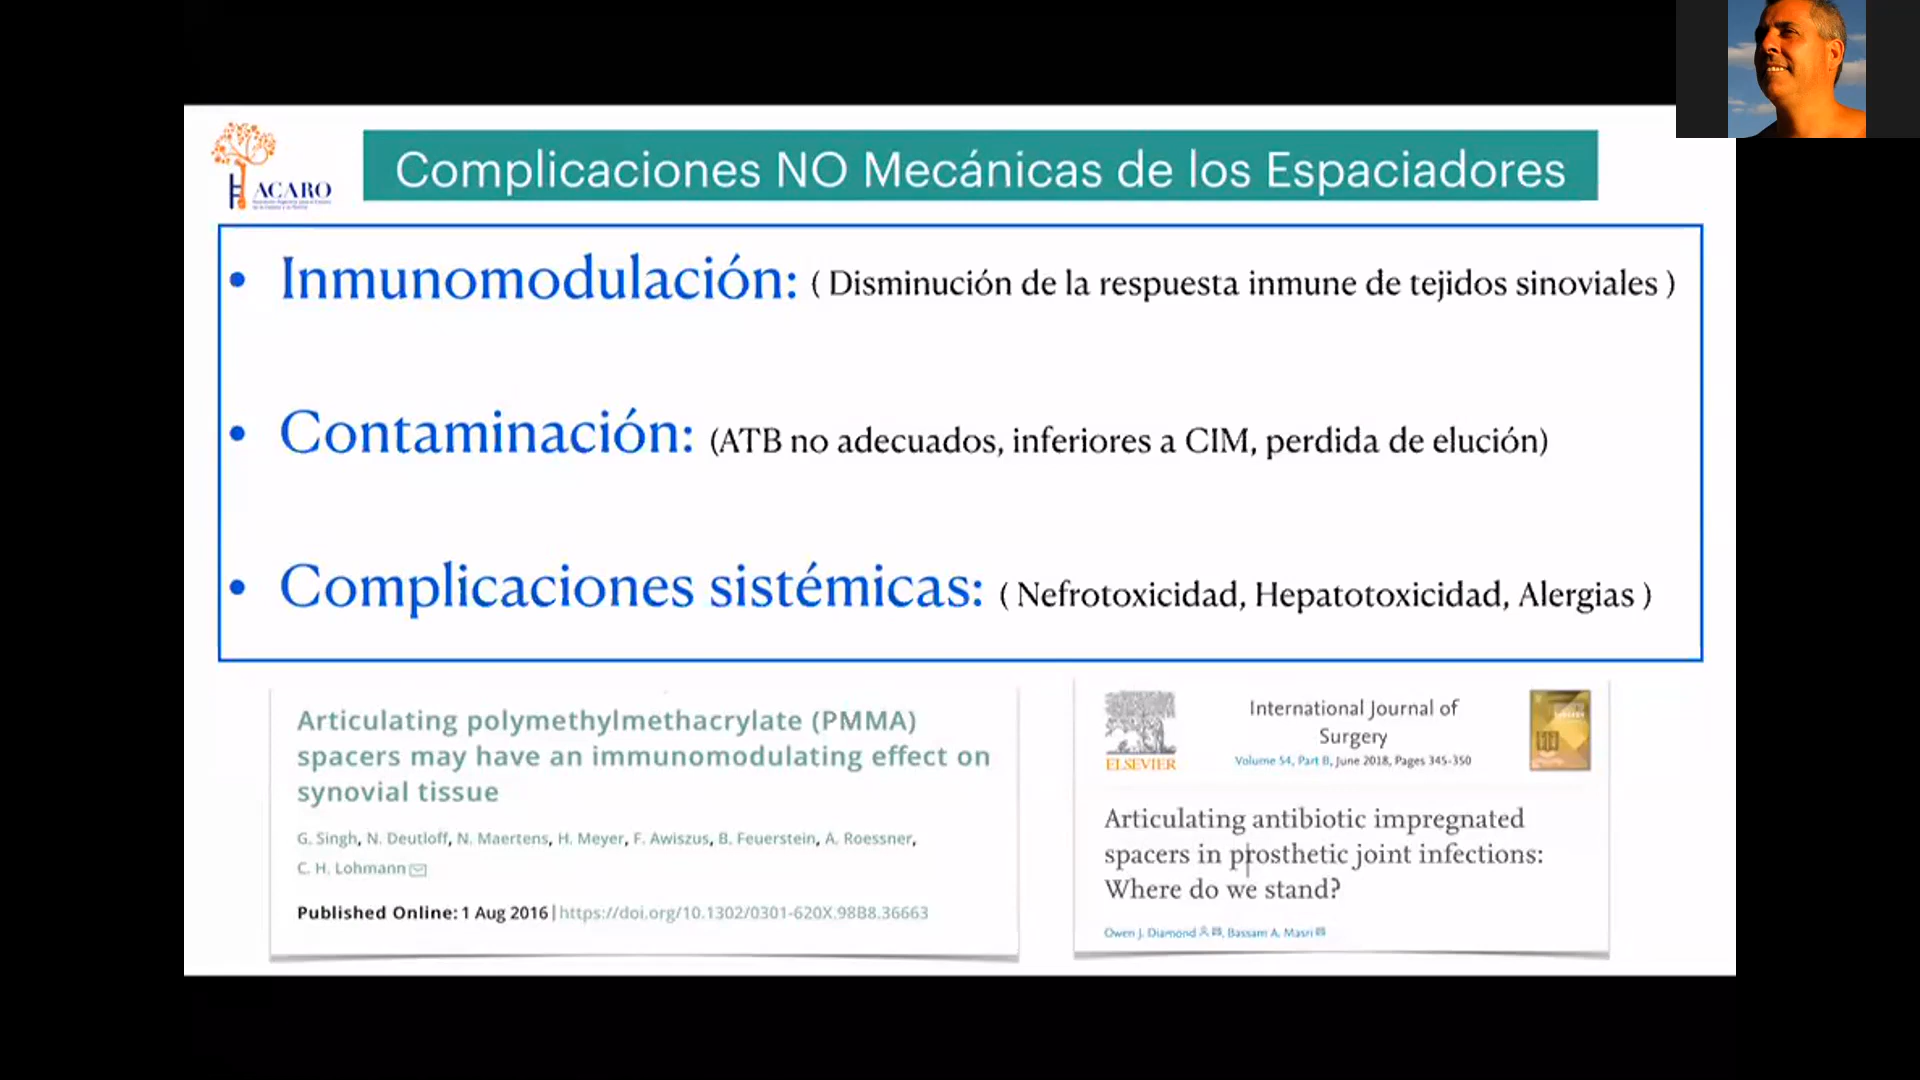 ACARO
Complicaciones NO Mecánicas de los Espaciadores
• Inmunomodulación: ( Disminución de la respuesta inmune de tejidos sinoviales )
• Contaminación: (ATB no adecuados, inferiores a CIM, perdida de elución)
• Complicaciones sistémicas: ( Nefrotoxicidad, Hepatotoxicidad, Alergias )
Articulating polymethylmethacrylate (PMMA)
spacers may have an immunomodulating effect on
synovial tissue
G. Singh, N. Deutloff, N. Maertens, H. Meyer, F. Awiszus, B. Feuerstein, A. Roessner,
C. H. Lohmann
Published Online: 1 Aug 2016 | https://doi.org/10.1302/0301-620X.98B8.36663
ELSEVIER
International Journal of
Surgery
Volume 54, Part B, June 2018, Pages 345-350
Articulating antibiotic impregnated
spacers in prosthetic joint infections:
Where do we stand?
Owen J. Diamond, Bassam A. Masri